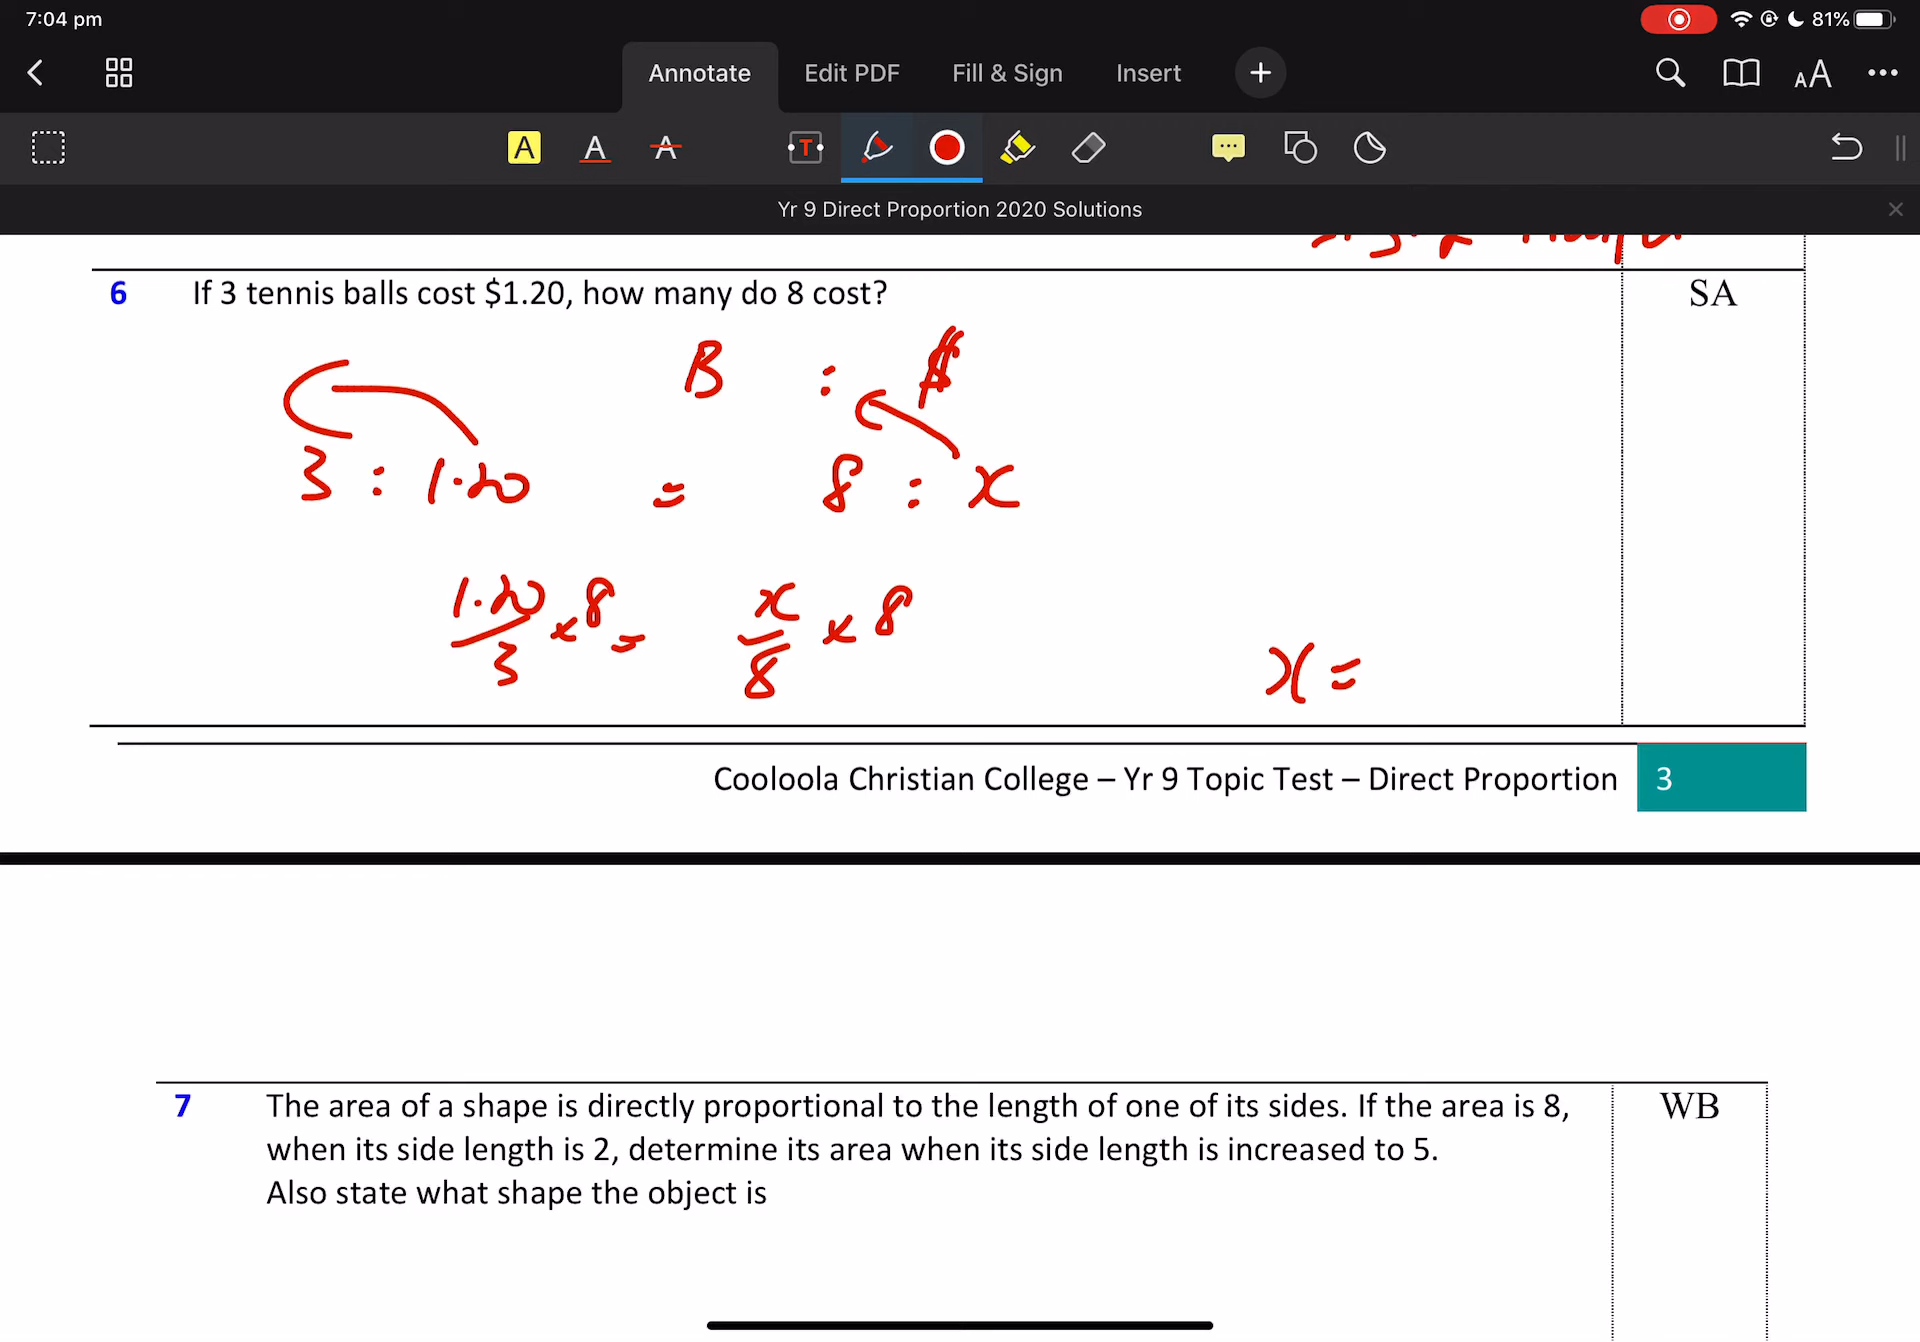 7:04 pm
81%
Annotate
Edit PDF
Fill & Sign
Insert
Yr 9 Direct Proportion 2020 Solutions
6 If 3 tennis balls cost $1.20, how many do 8 cost? SA
B : $
3 : 1.20 = 8 : x
1.20/3 × 8 = x/8 × 8
x =
Cooloola Christian College – Yr 9 Topic Test – Direct Proportion 3
7 The area of a shape is directly proportional to the length of one of its sides. If the area is 8, WB
when its side length is 2, determine its area when its side length is increased to 5.
Also state what shape the object is